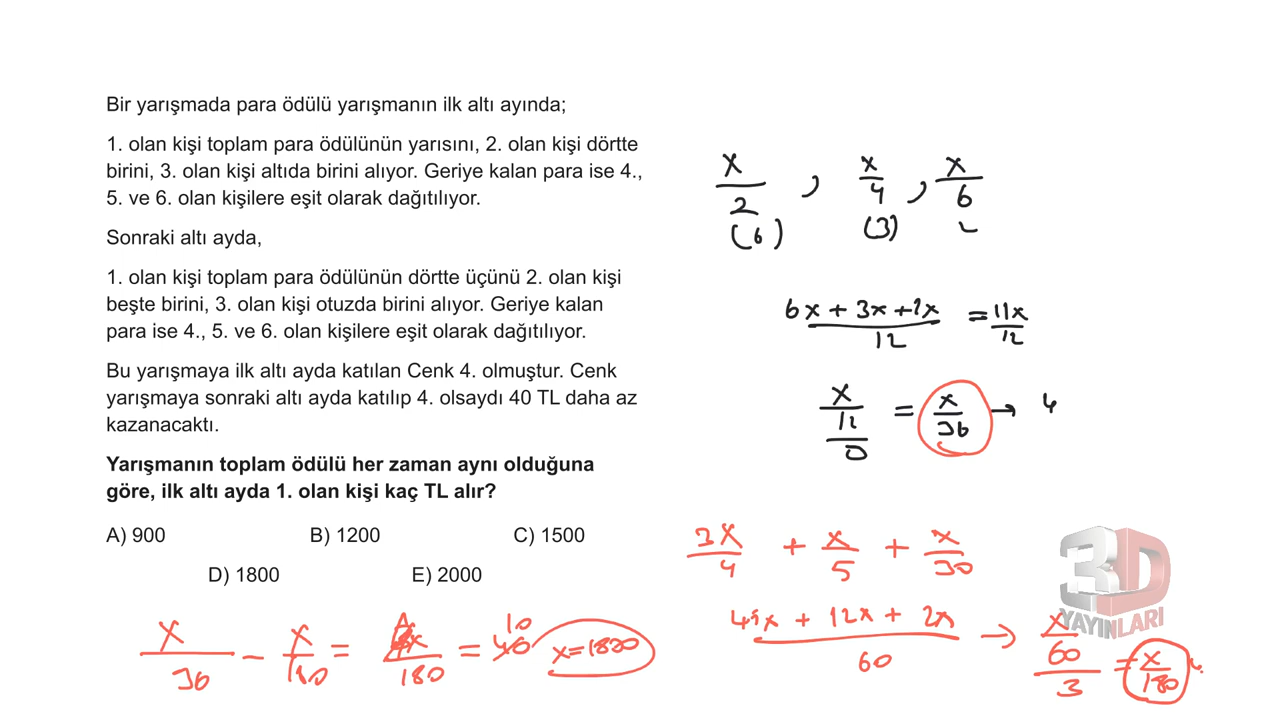 Bir yarışmada para ödülü yarışmanın ilk altı ayında;
1. olan kişi toplam para ödülünün yarısını, 2. olan kişi dörtte
birini, 3. olan kişi altıda birini alıyor. Geriye kalan para ise 4.,
5. ve 6. olan kişilere eşit olarak dağıtılıyor.
Sonraki altı ayda,
1. olan kişi toplam para ödülünün dörtte üçünü 2. olan kişi
beşte birini, 3. olan kişi otuzda birini alıyor. Geriye kalan
para ise 4., 5. ve 6. olan kişilere eşit olarak dağıtılıyor.
Bu yarışmaya ilk altı ayda katılan Cenk 4. olmuştur. Cenk
yarışmaya sonraki altı ayda katılıp 4. olsaydı 40 TL daha az
kazanacaktı.
Yarışmanın toplam ödülü her zaman aynı olduğuna
göre, ilk altı ayda 1. olan kişi kaç TL alır?
A) 900 B) 1200 C) 1500
D) 1800 E) 2000
x/2 , x/4 , x/6
(6) (3) 2
6x + 3x + 2x / 12 = 11x/12
x/12/3 = x/36 → 4
3x/4 + x/5 + x/30
45x + 12x + 2x / 60 → x/60/3 = x/180
x/36 - x/180 = /180 = 40 10 x=1800
3D
YAYINLARI